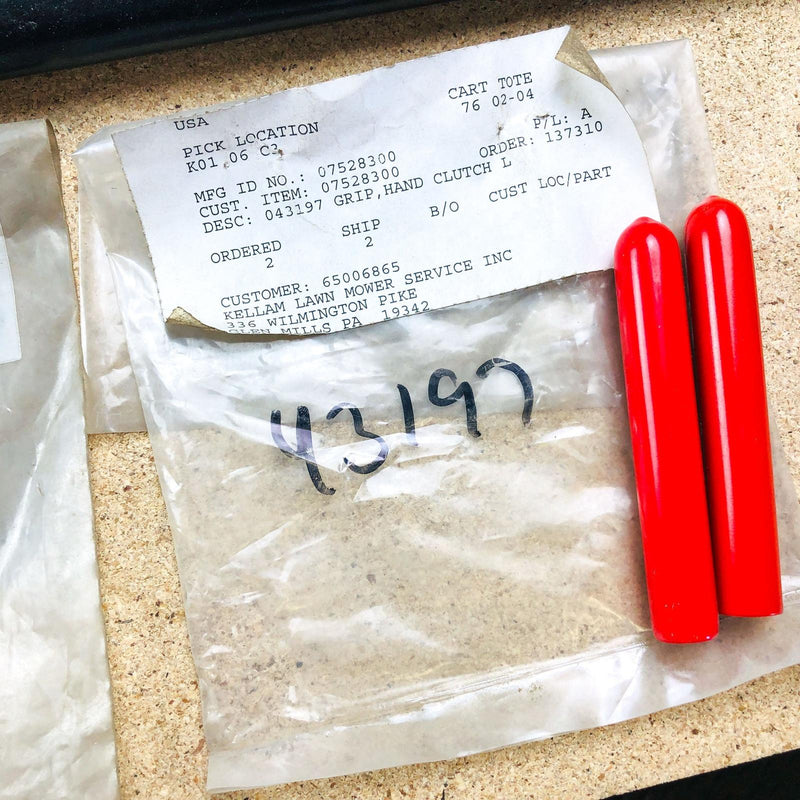 USA
CART TOTE
76 02-04
PICK LOCATION
K01 06 C3
P/L: A
ORDER: 137310
MFG ID NO.: 07528300
CUST. ITEM: 07528300
DESC: 043197 GRIP,HAND CLUTCH L
ORDERED SHIP B/O CUST LOC/PART
2 2
CUSTOMER: 65006865
KELLAM LAWN MOWER SERVICE INC
336 WILMINGTON PIKE
GLEN MILLS PA 19342
43197